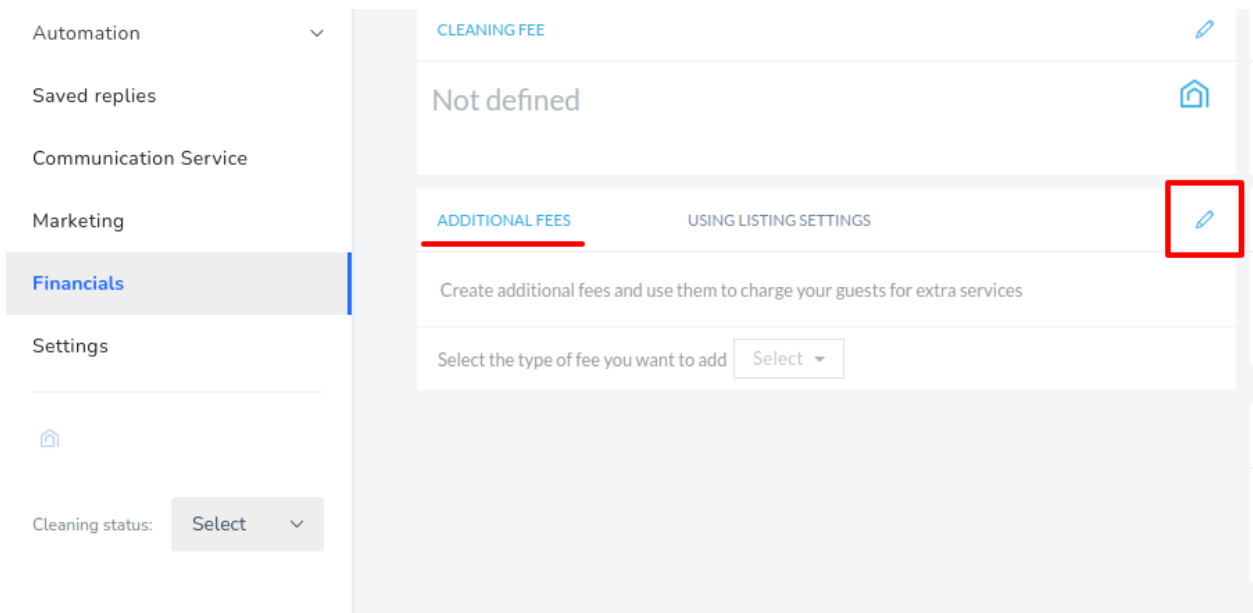 Automation
Saved replies
Communication Service
Marketing
Financials
Settings
Cleaning status: Select
CLEANING FEE
Not defined
ADDITIONAL FEES USING LISTING SETTINGS
Create additional fees and use them to charge your guests for extra services
Select the type of fee you want to add Select